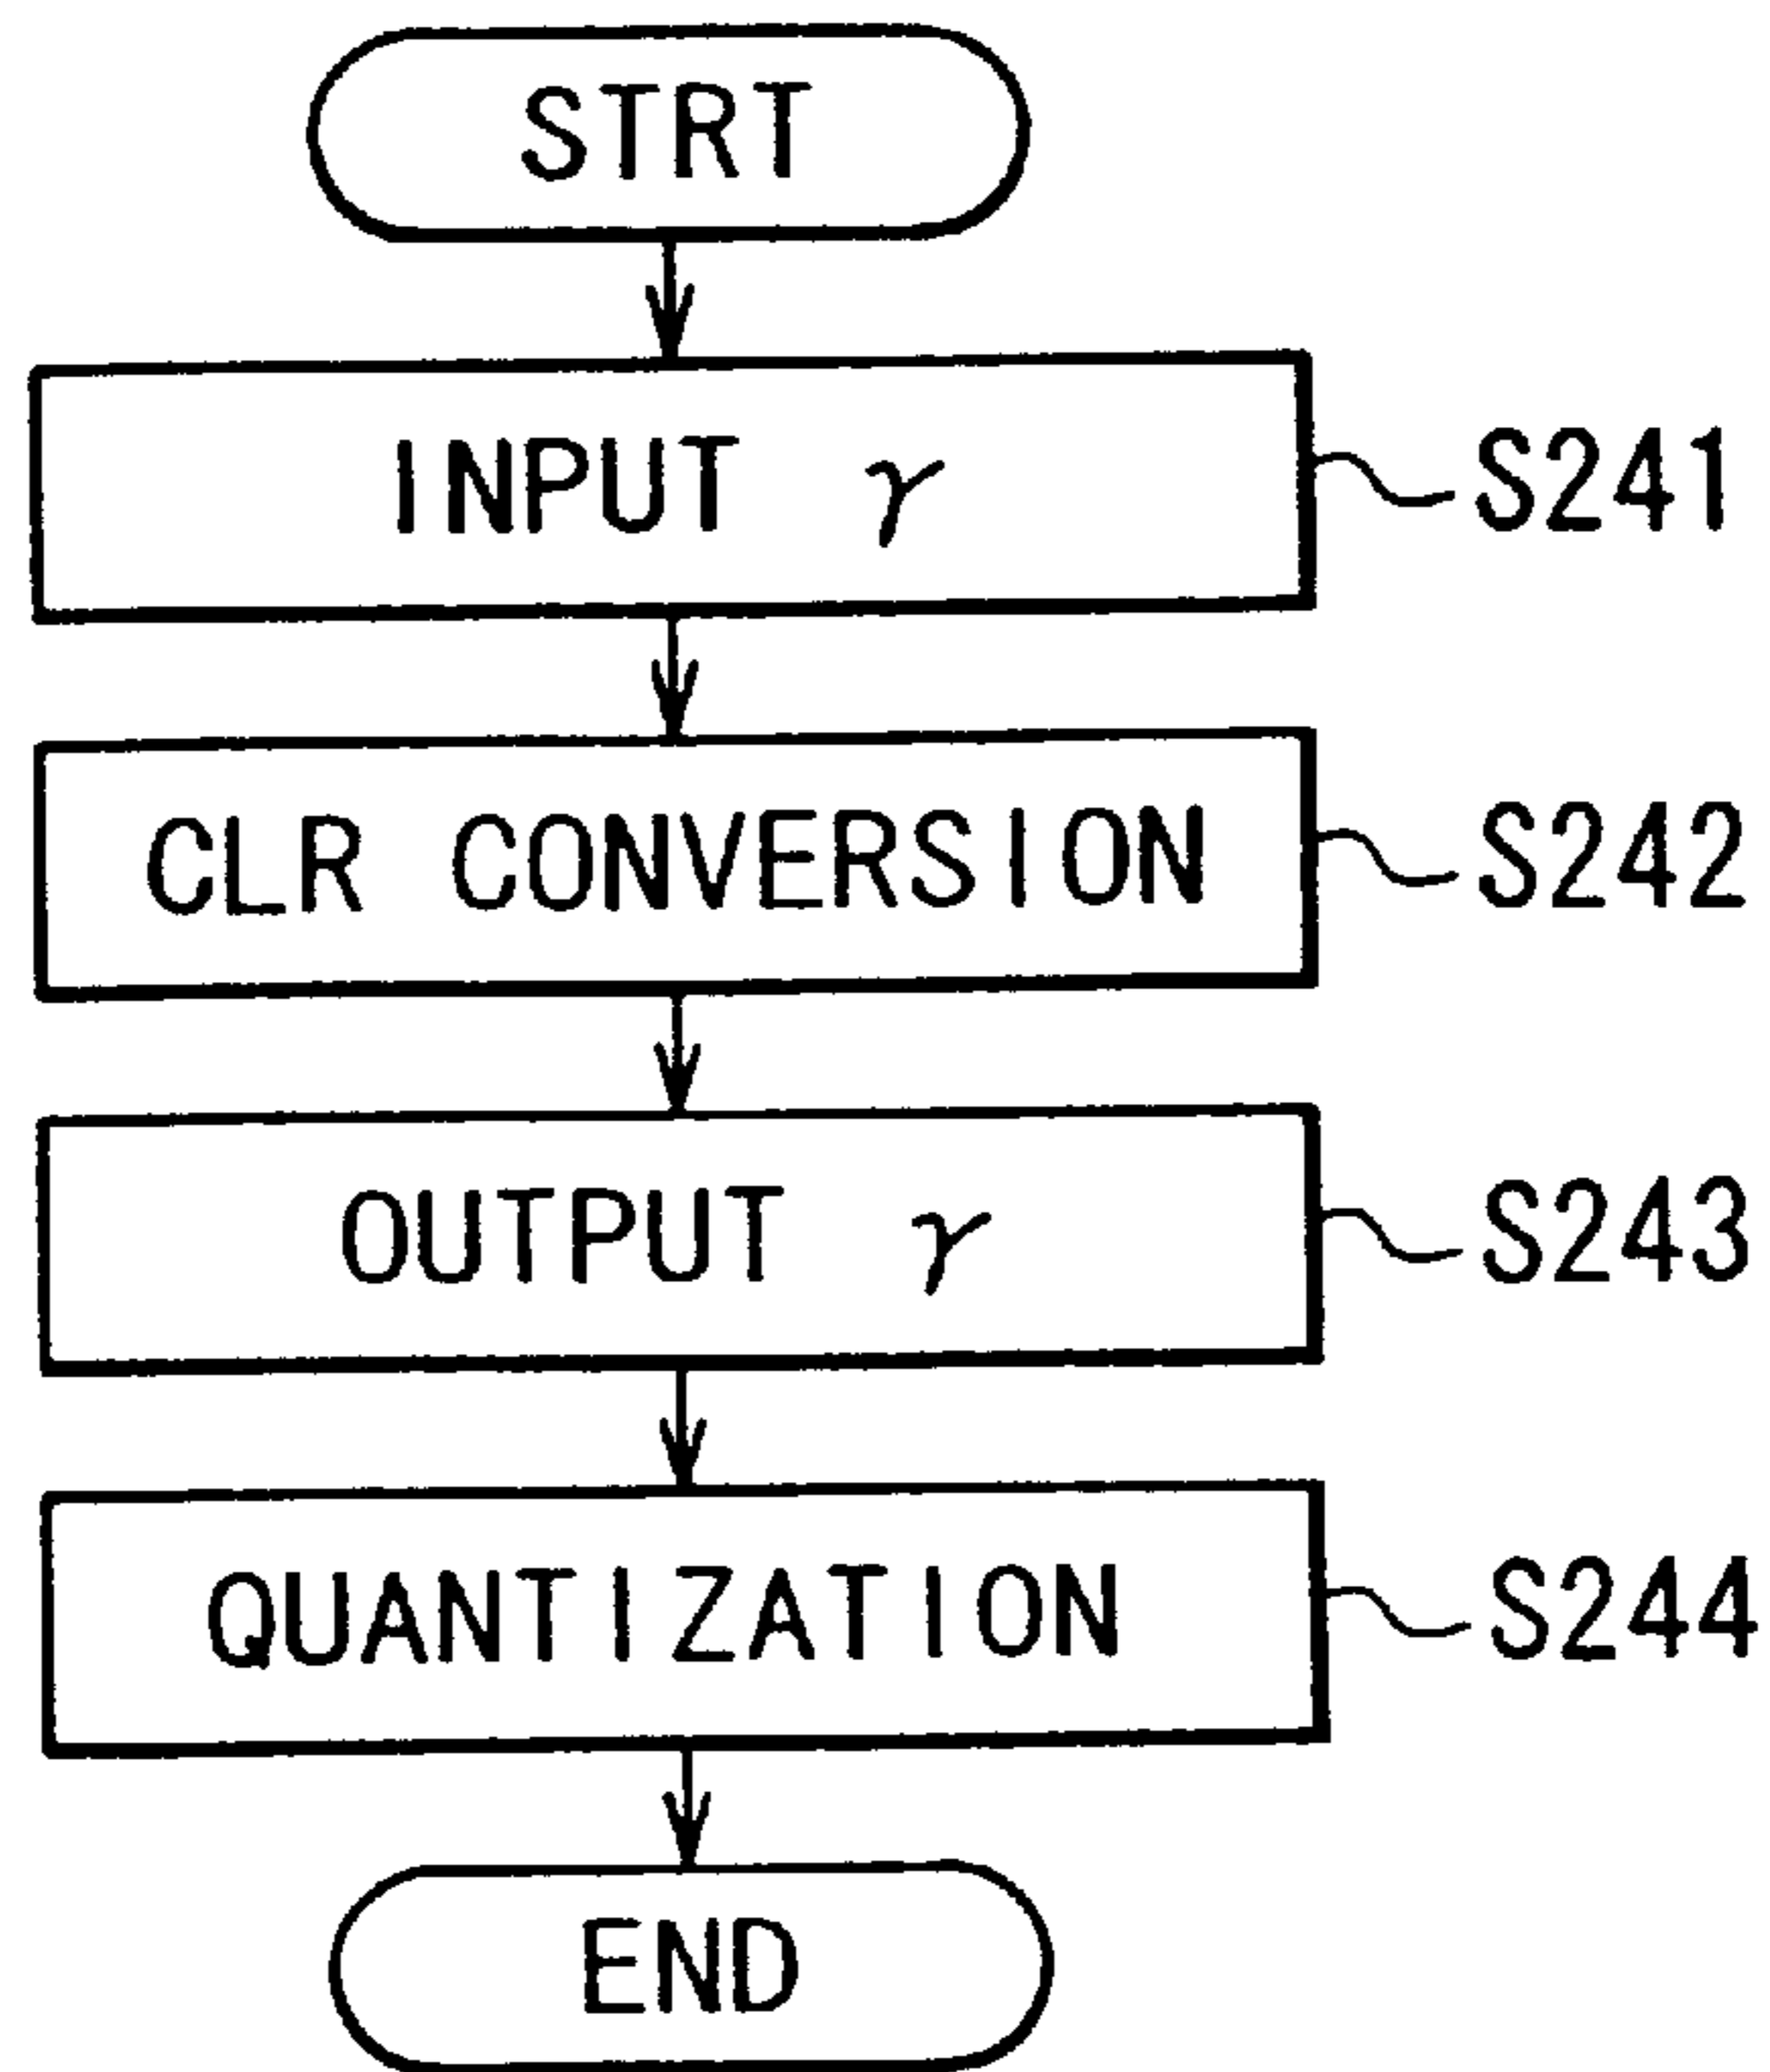 STRT
INPUT γ S241
CLR CONVERSION S242
OUTPUT γ S243
QUANTIZATION S244
END